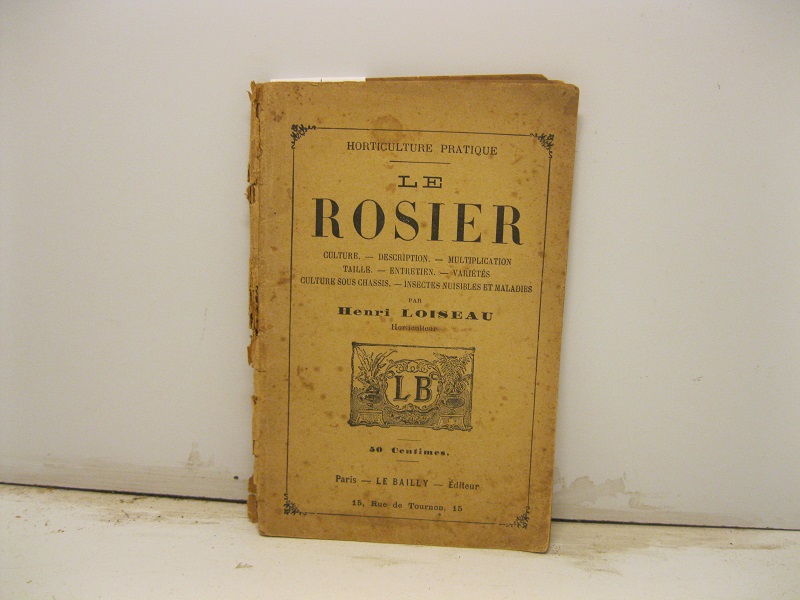 HORTICULTURE PRATIQUE
LE
ROSIER
CULTURE. — DESCRIPTION. — MULTIPLICATION
TAILLE. — ENTRETIEN. — VARIÉTÉS
CULTURE SOUS CHASSIS. — INSECTES NUISIBLES ET MALADIES
PAR
Henri LOISEAU
Horticulteur
LB
50 Centimes.
Paris — LE BAILLY — Éditeur
15, Rue de Tournon, 15